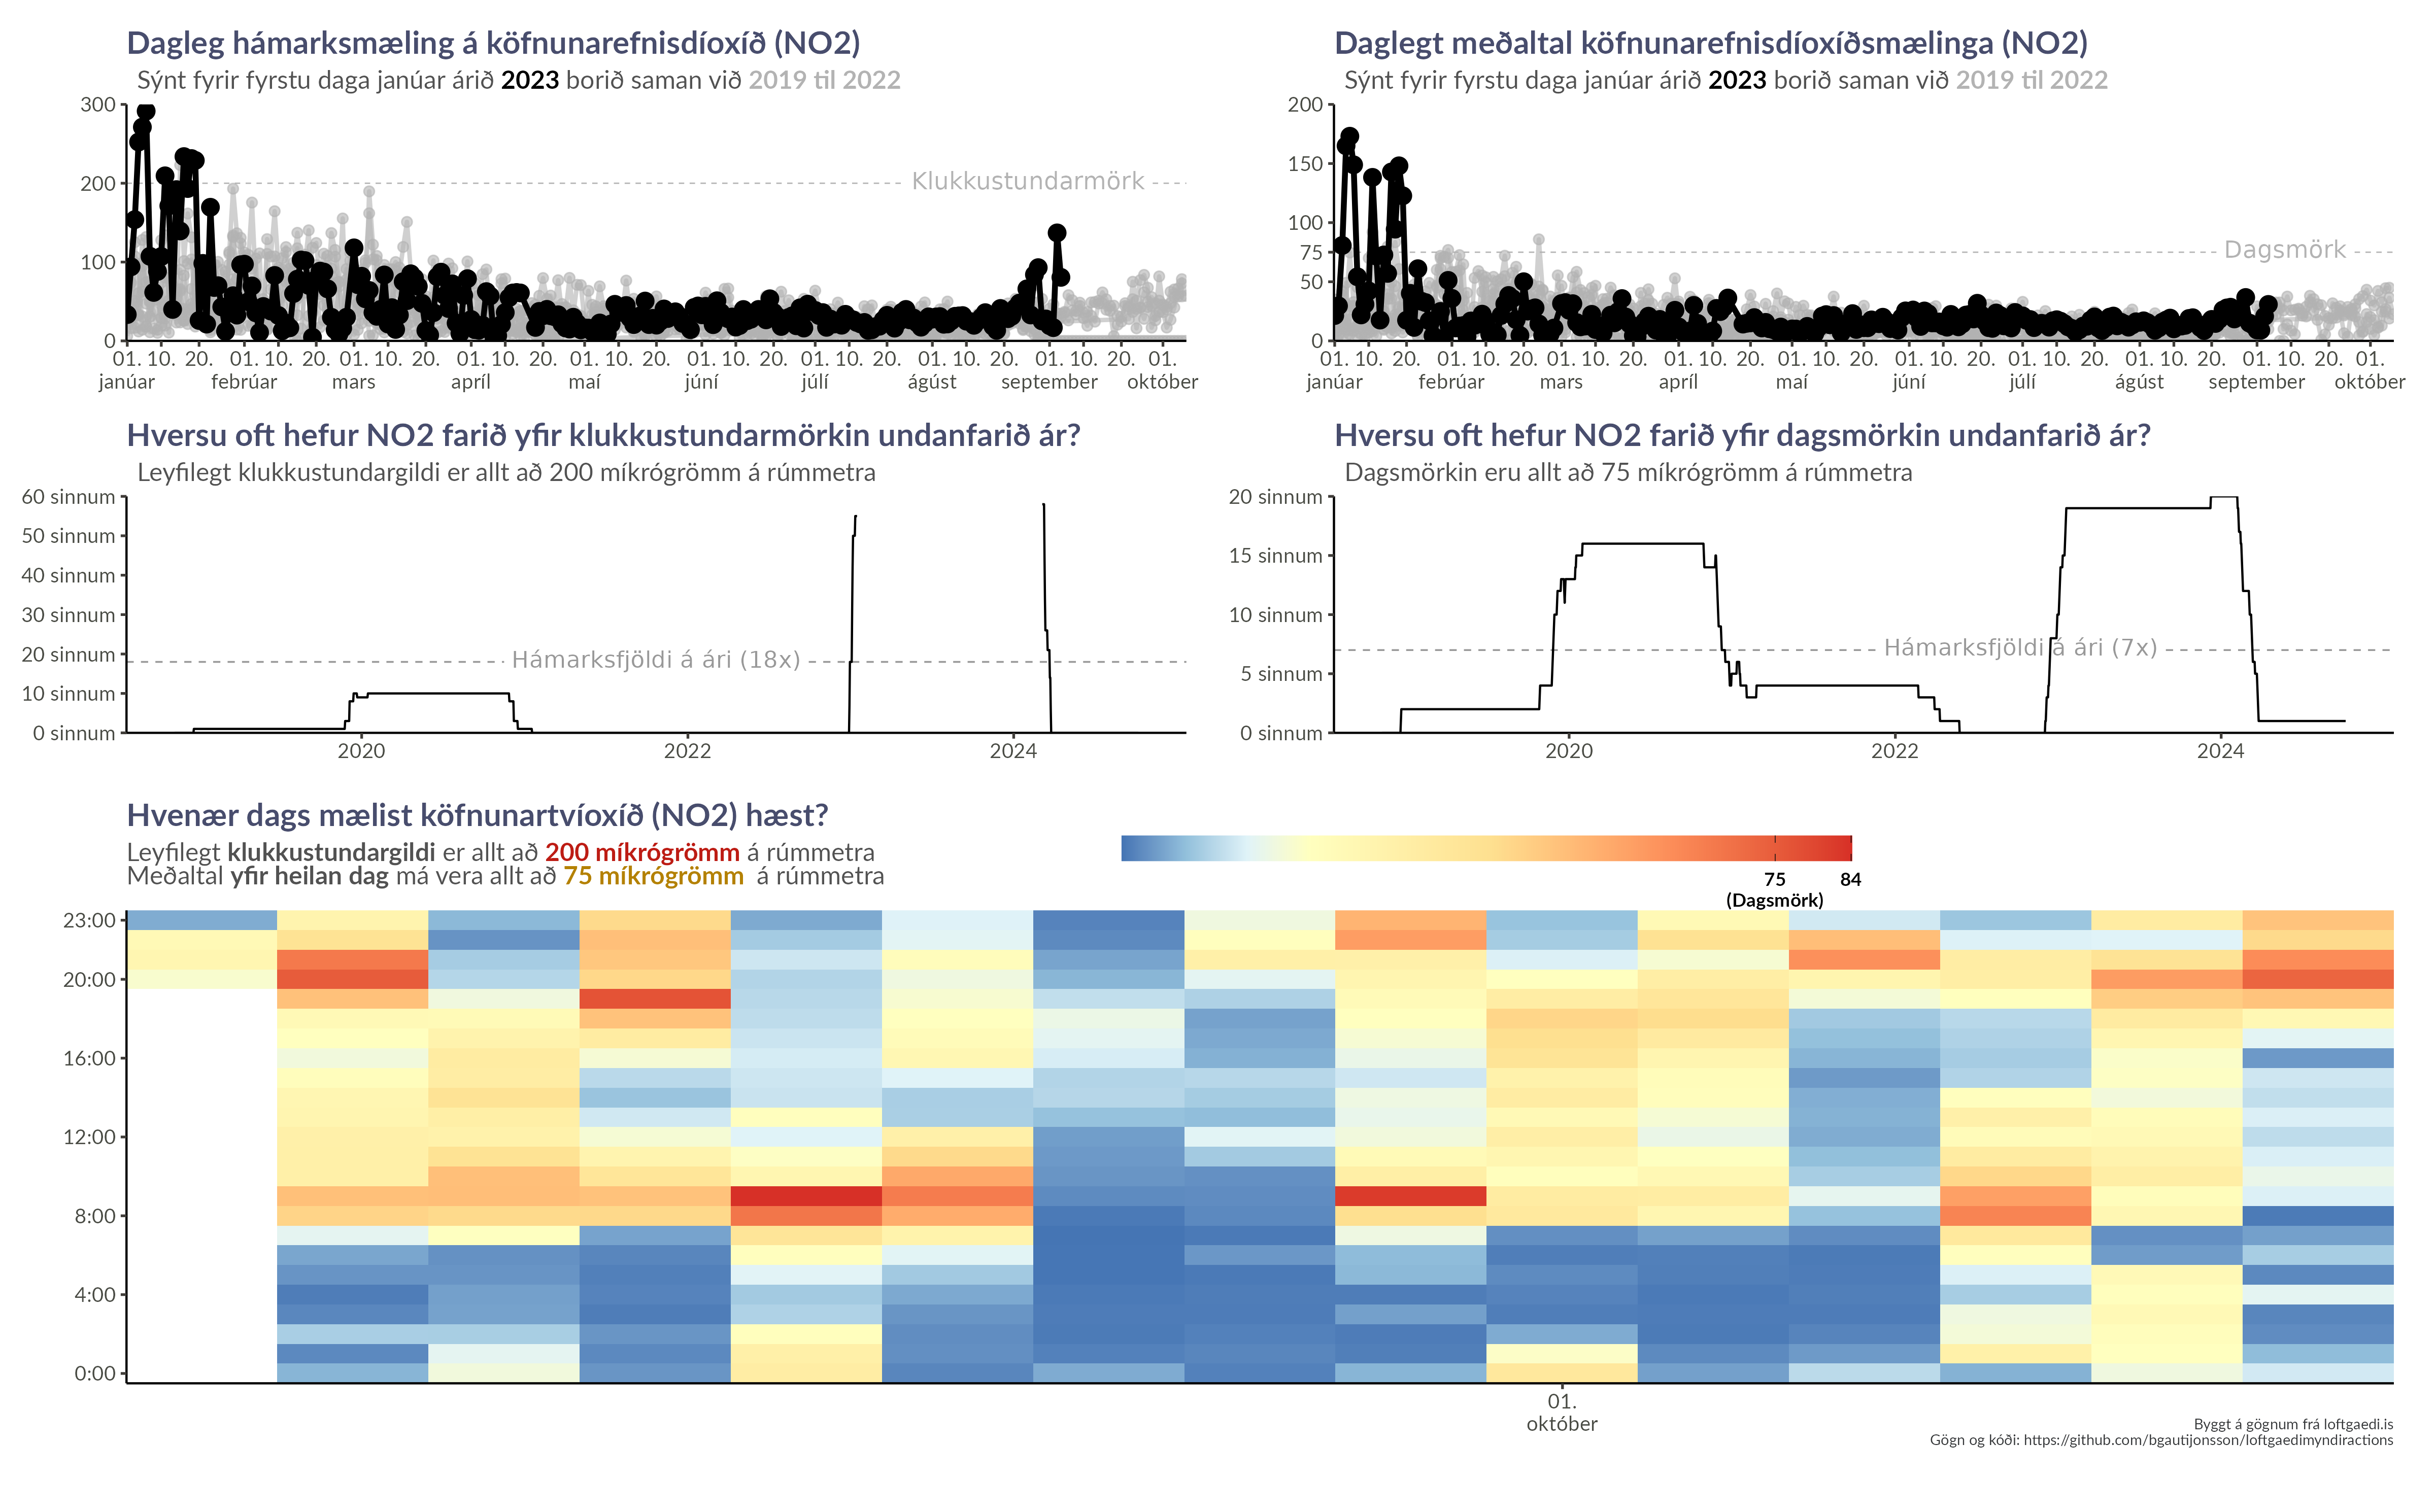 Dagleg hámarksmæling á köfnunarefnisdíoxíð (NO2)
Sýnt fyrir fyrstu daga janúar árið 2023 borið saman við 2019 til 2022
300
200
100
0
Klukkustundarmörk
01. 10. 20. 01. 10. 20. 01. 10. 20. 01. 10. 20. 01. 10. 20. 01. 10. 20. 01. 10. 20. 01. 10. 20. 01. 10. 20. 01.
janúar febrúar mars apríl maí júní júlí ágúst september október
Daglegt meðaltal köfnunarefnisdíoxíðsmælinga (NO2)
Sýnt fyrir fyrstu daga janúar árið 2023 borið saman við 2019 til 2022
200
150
100
75
50
0
Dagsmörk
01. 10. 20. 01. 10. 20. 01. 10. 20. 01. 10. 20. 01. 10. 20. 01. 10. 20. 01. 10. 20. 01. 10. 20. 01. 10. 20. 01.
janúar febrúar mars apríl maí júní júlí ágúst september október
Hversu oft hefur NO2 farið yfir klukkustundarmörkin undanfarið ár?
Leyfilegt klukkustundargildi er allt að 200 míkrógrömm á rúmmetra
60 sinnum
50 sinnum
40 sinnum
30 sinnum
20 sinnum
10 sinnum
0 sinnum
Hámarksfjöldi á ári (18x)
2020 2022 2024
Hversu oft hefur NO2 farið yfir dagsmörkin undanfarið ár?
Dagsmörkin eru allt að 75 míkrógrömm á rúmmetra
20 sinnum
15 sinnum
10 sinnum
5 sinnum
0 sinnum
Hámarksfjöldi á ári (7x)
2020 2022 2024
Hvenær dags mælist köfnunartvíoxíð (NO2) hæst?
Leyfilegt klukkustundargildi er allt að 200 míkrógrömm á rúmmetra
Meðaltal yfir heilan dag má vera allt að 75 míkrógrömm á rúmmetra
75 84
(Dagsmörk)
23:00
20:00
16:00
12:00
8:00
4:00
0:00
01.
október
Byggt á gögnum frá loftgaedi.is
Gögn og kóði: https://github.com/bgautijonsson/loftgaedimyndiractions